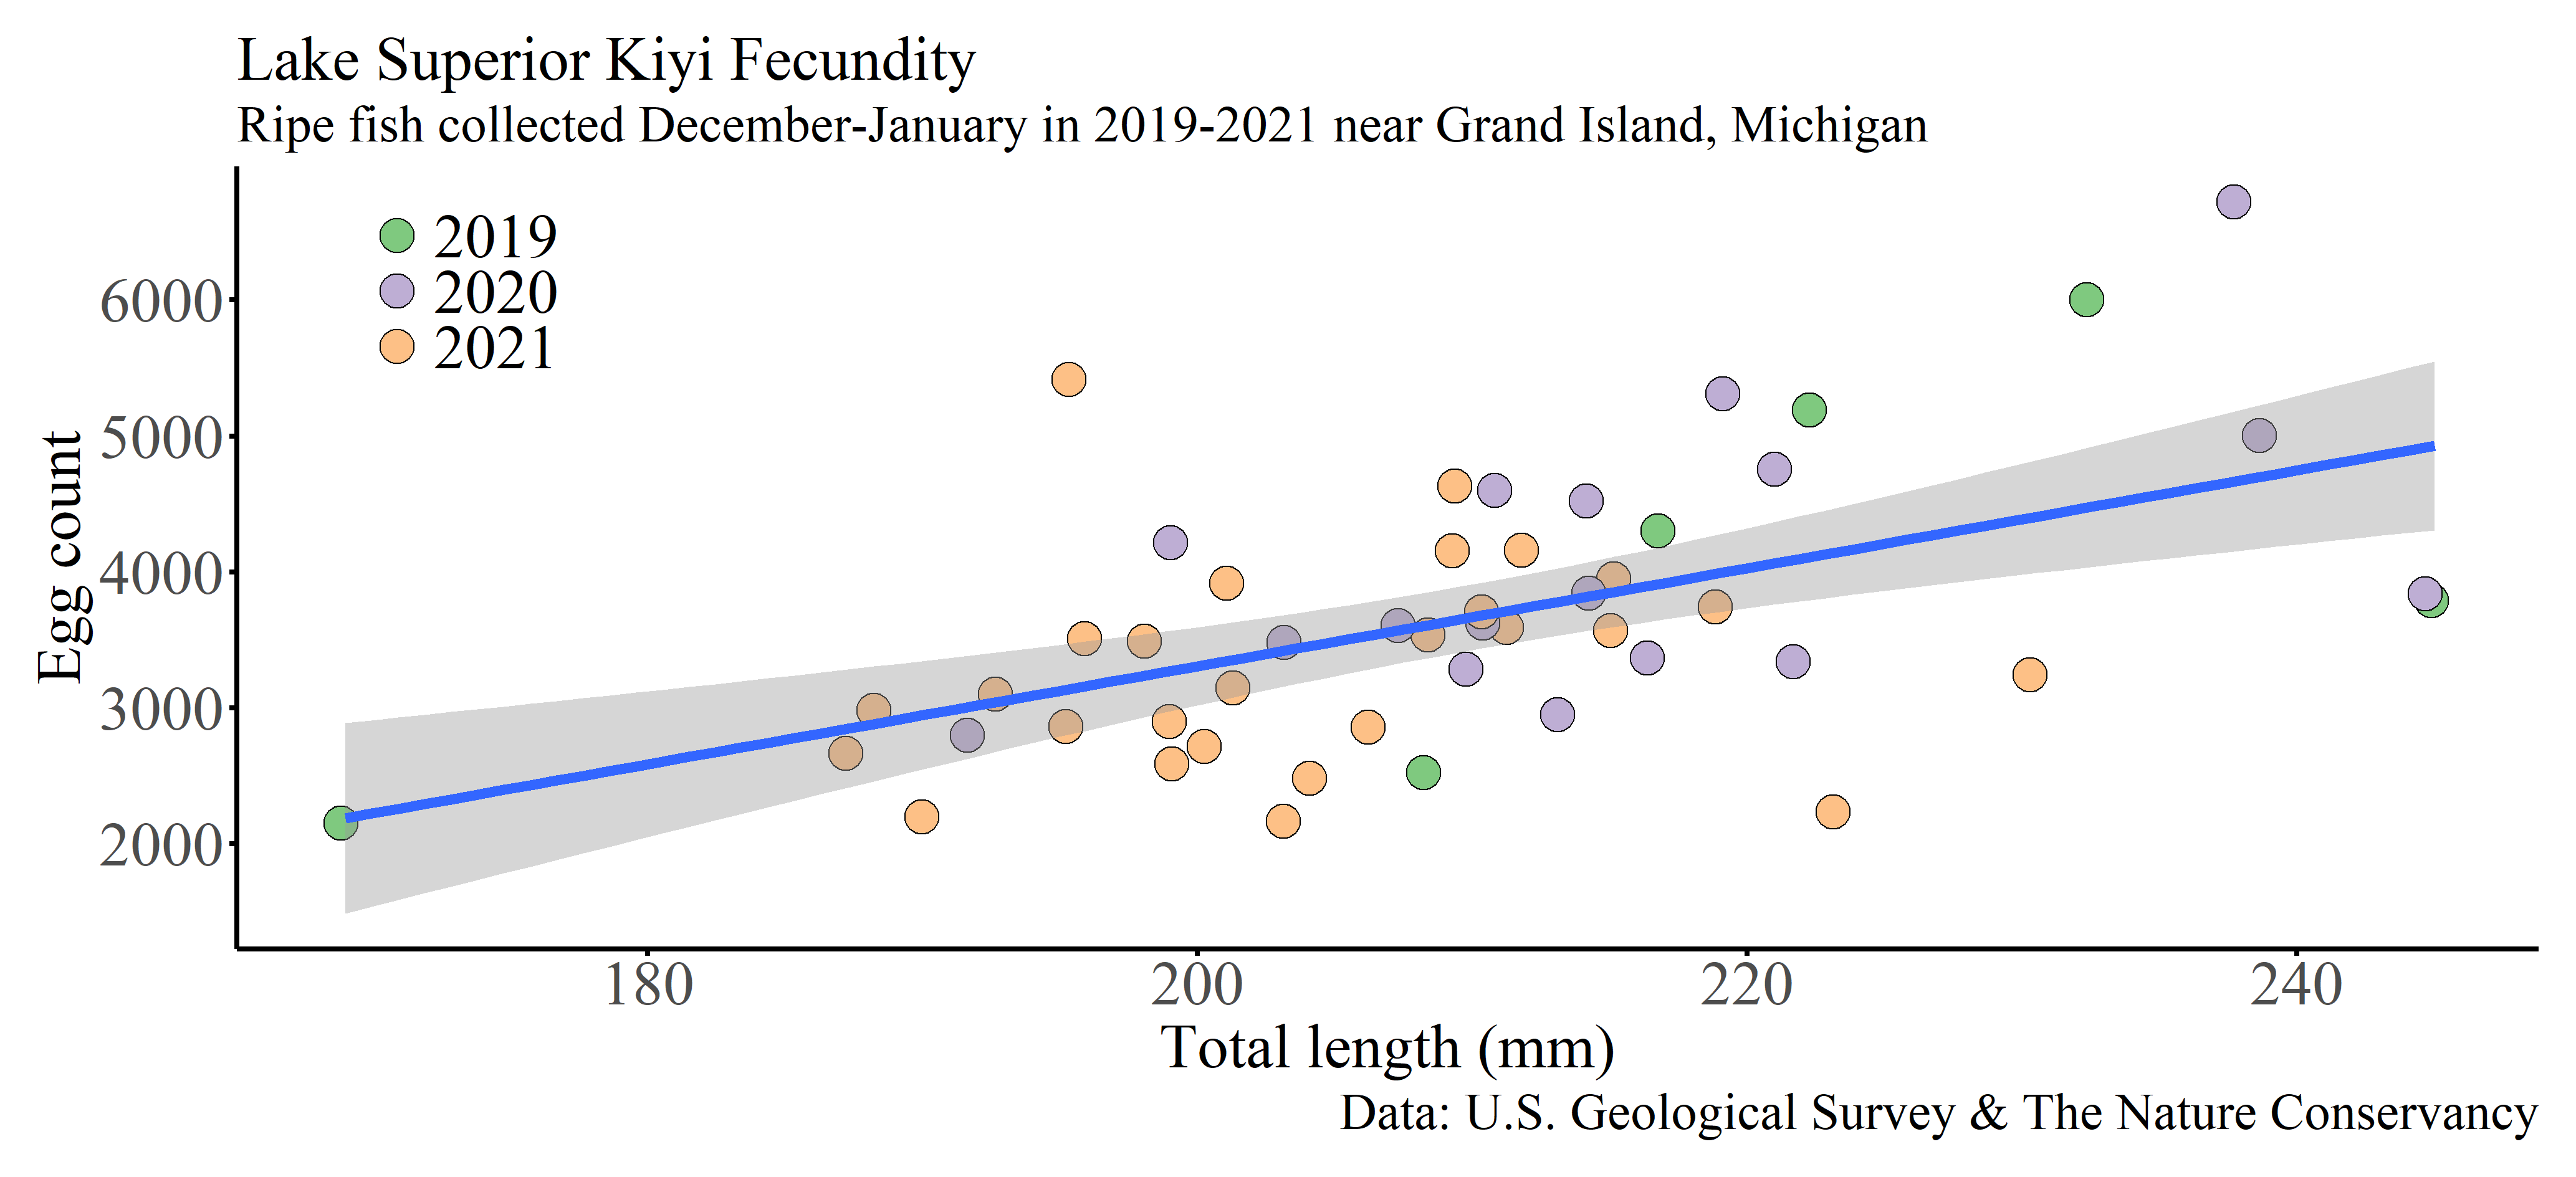 Lake Superior Kiyi Fecundity
Ripe fish collected December-January in 2019-2021 near Grand Island, Michigan
2019
2020
2021
Egg count
6000
5000
4000
3000
2000
180 200 220 240
Total length (mm)
Data: U.S. Geological Survey & The Nature Conservancy